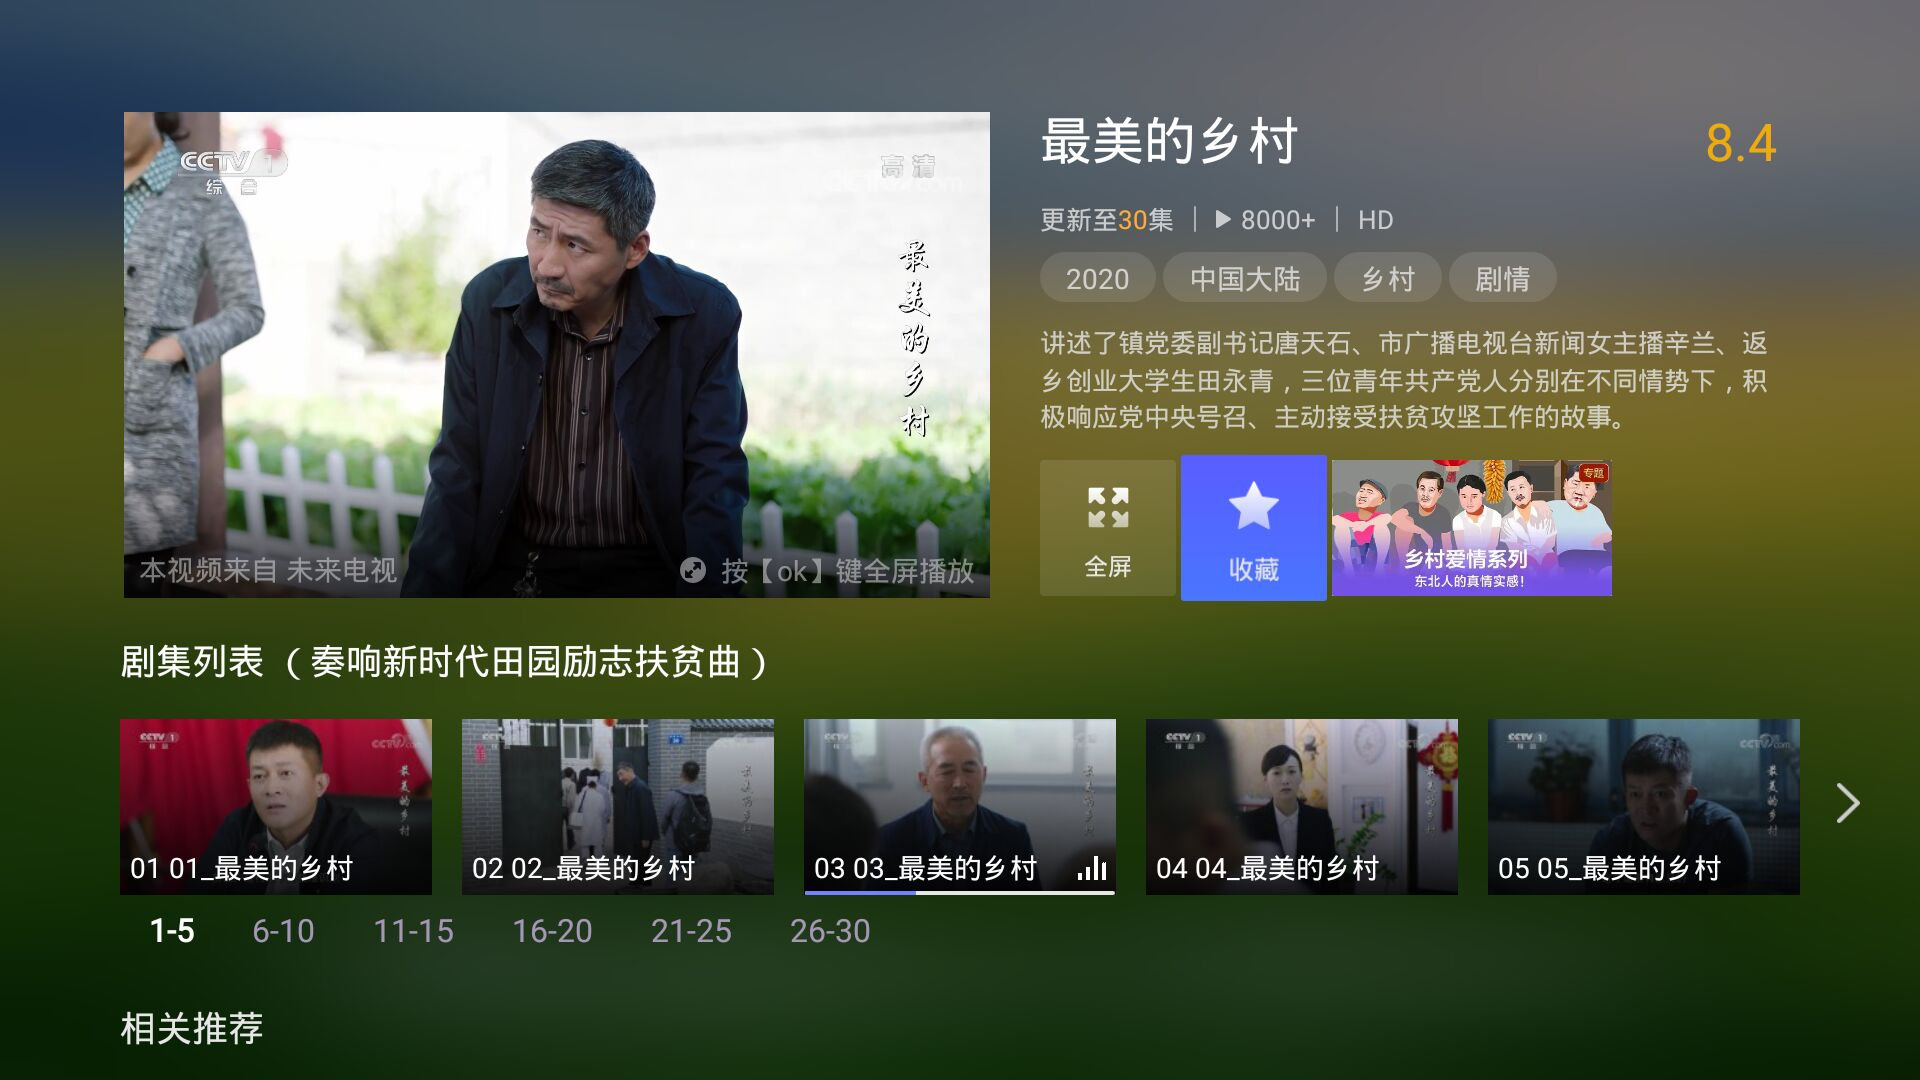 CCTV 1
综合
高清
最美的乡村
本视频来自 未来电视
按【ok】键全屏播放
最美的乡村
8.4
更新至30集 | 8000+ | HD
2020 中国大陆 乡村 剧情
讲述了镇党委副书记唐天石、市广播电视台新闻女主播辛兰、返
乡创业大学生田永青，三位青年共产党人分别在不同情势下，积
极响应党中央号召、主动接受扶贫攻坚工作的故事。
全屏
收藏
专题
乡村爱情系列
东北人的真情实感!
剧集列表 （奏响新时代田园励志扶贫曲）
01 01_最美的乡村
02 02_最美的乡村
03 03_最美的乡村
04 04_最美的乡村
05 05_最美的乡村
1-5 6-10 11-15 16-20 21-25 26-30
相关推荐